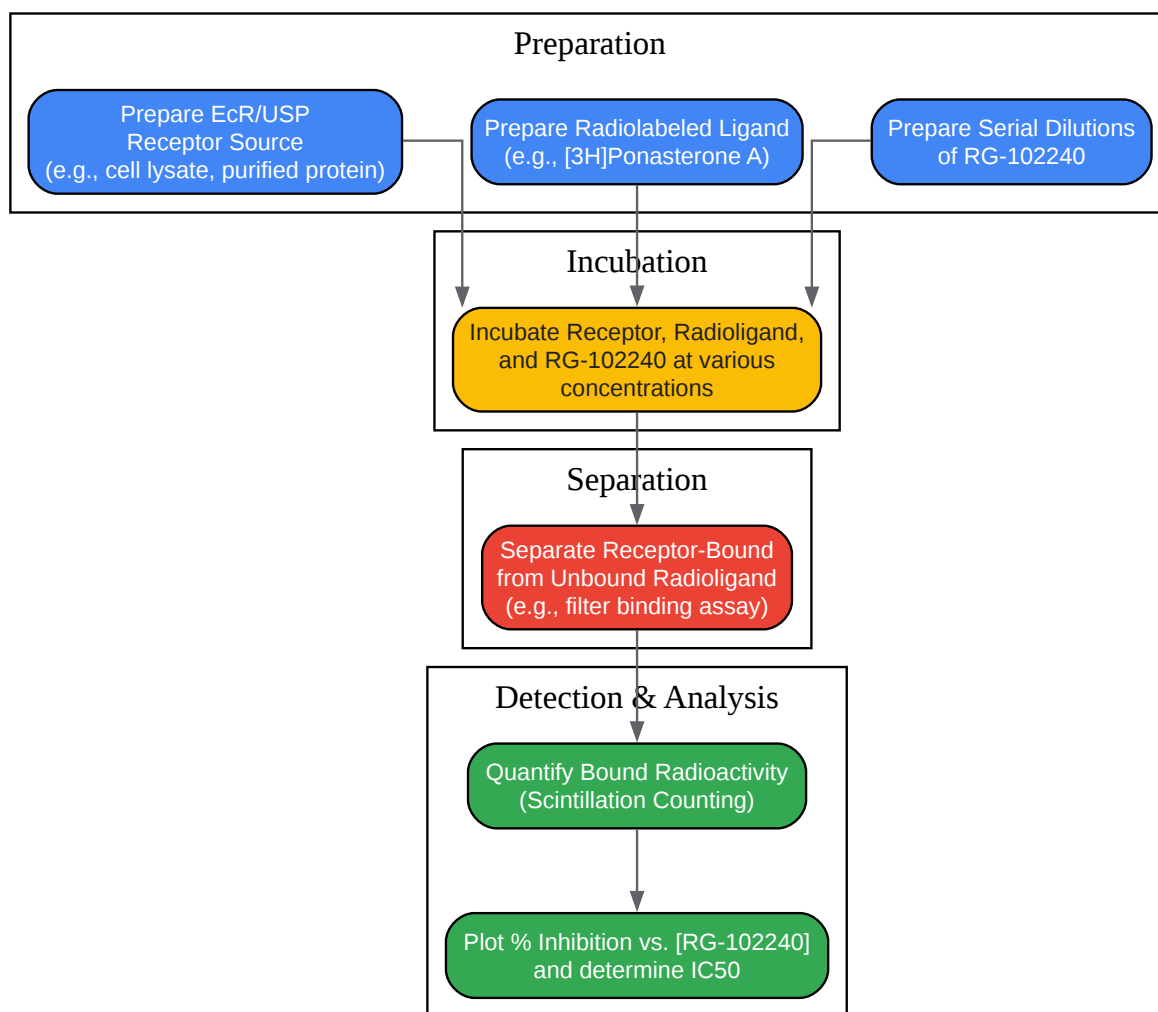 Preparation
Prepare EcR/USP
Receptor Source
(e.g., cell lysate, purified protein)
Prepare Radiolabeled Ligand
(e.g., [3H]Ponasterone A)
Prepare Serial Dilutions
of RG-102240
Incubation
Incubate Receptor, Radioligand,
and RG-102240 at various
concentrations
Separation
Separate Receptor-Bound
from Unbound Radioligand
(e.g., filter binding assay)
Detection & Analysis
Quantify Bound Radioactivity
(Scintillation Counting)
Plot % Inhibition vs. [RG-102240]
and determine IC50